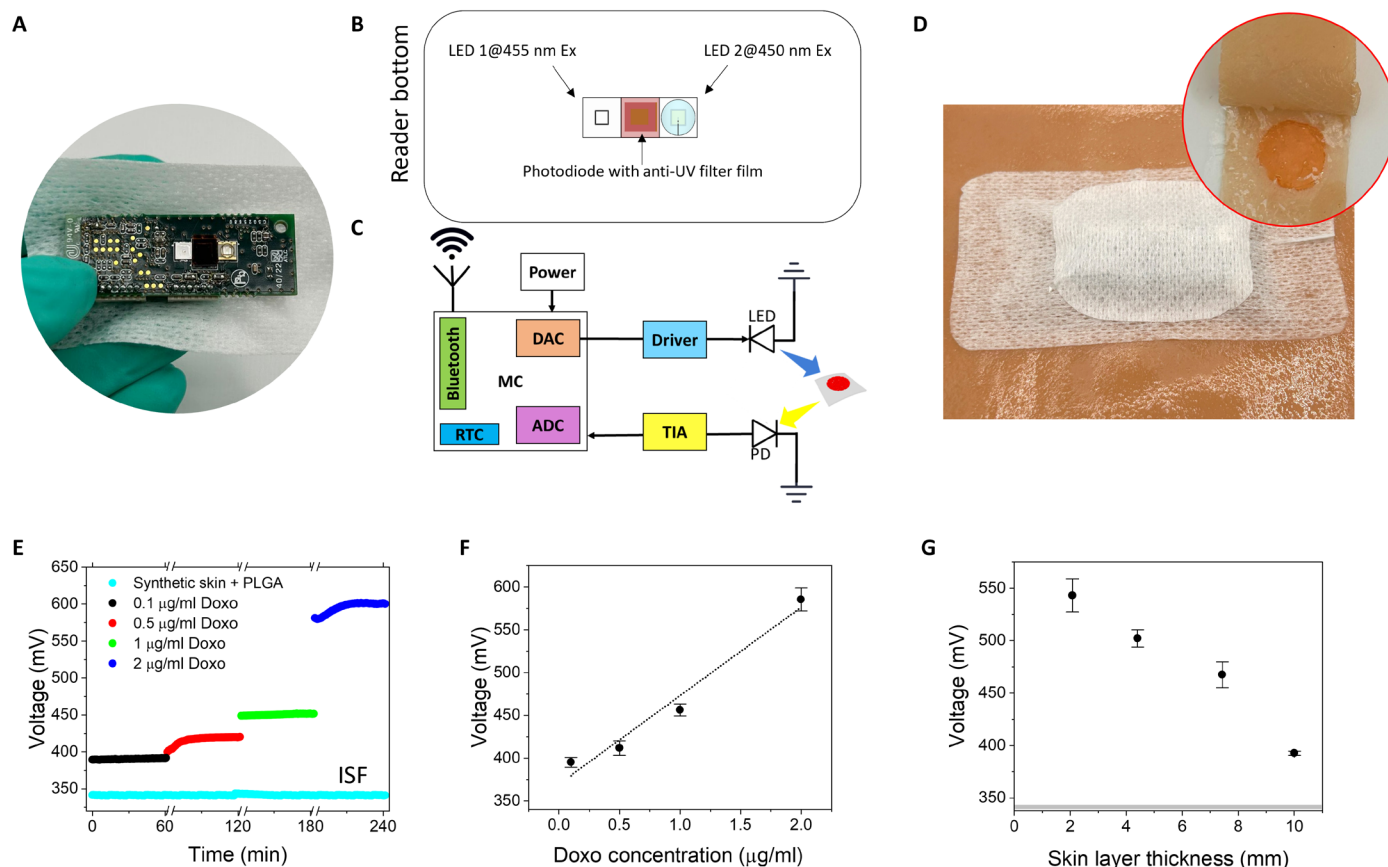 A
B
Reader bottom
LED 1@455 nm Ex
LED 2@450 nm Ex
Photodiode with anti-UV filter film
C
Power
Bluetooth
DAC
MC
RTC
ADC
Driver
LED
TIA
PD
D
E
Voltage (mV)
650
600
550
500
450
400
350
Synthetic skin + PLGA
0.1 μg/ml Doxo
0.5 μg/ml Doxo
1 μg/ml Doxo
2 μg/ml Doxo
ISF
0 60 120 180 240
Time (min)
F
Voltage (mV)
600
550
500
450
400
350
0.0 0.5 1.0 1.5 2.0
Doxo concentration (μg/ml)
G
Voltage (mV)
550
500
450
400
350
0 2 4 6 8 10
Skin layer thickness (mm)